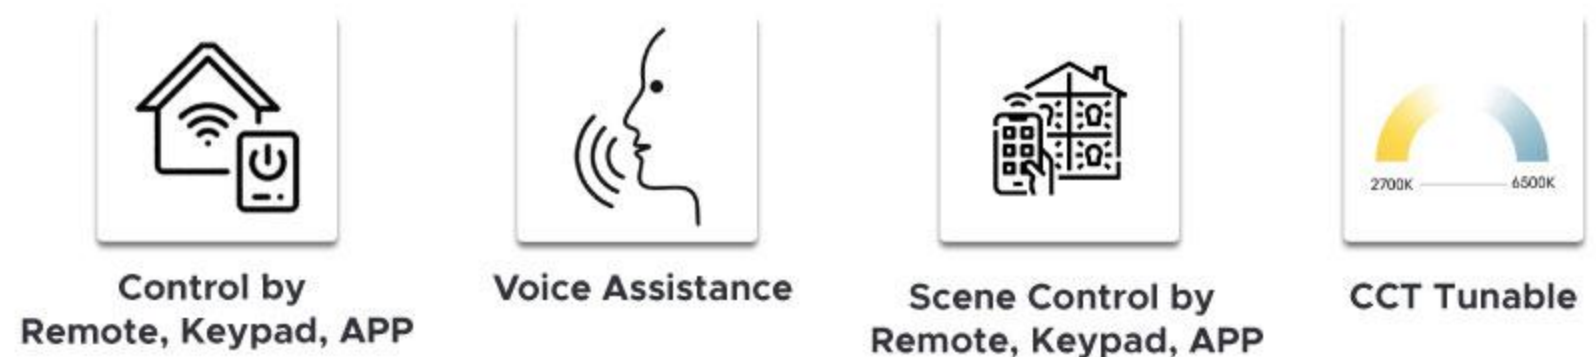 2700K
6500K
Control by
Remote, Keypad, APP
Voice Assistance
Scene Control by
Remote, Keypad, APP
CCT Tunable